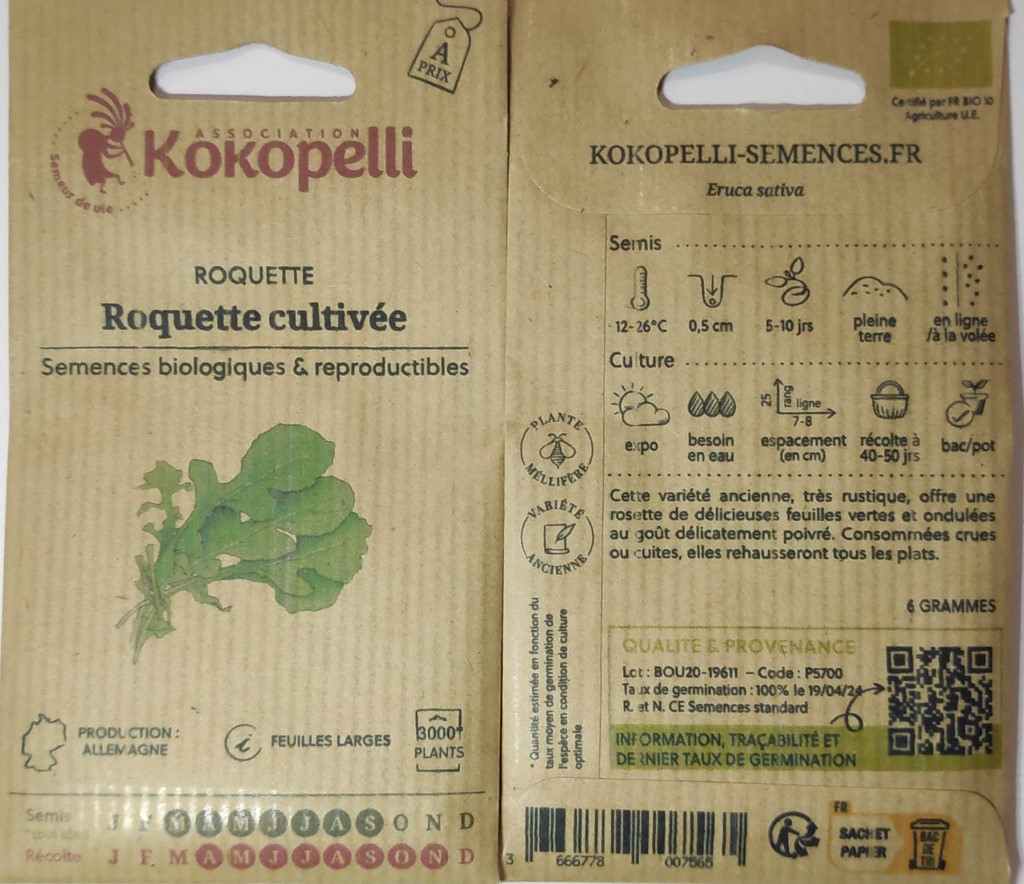 A
PRIX
ASSOCIATION
Kokopelli
Semeur de vie
ROQUETTE
Roquette cultivée
Semences biologiques & reproductibles
PRODUCTION :
ALLEMAGNE
i
FEUILLES LARGES
3000*
PLANTS
Semis
J F M A M J J A S O N D
Récolte
J F M A M J J A S O N D
Certifié par FR BIO 10
Agriculture U.E.
KOKOPELLI-SEMENCES.FR
Eruca sativa
Semis
12-26°C
0,5 cm
5-10 jrs
pleine
terre
en ligne
/à la volée
Culture
expo
besoin
en eau
25
rang
ligne
7-8
espacement
(en cm)
récolte à
40-50 jrs
bac/pot
PLANTE
MÉLLIFÈRE
VARIÉTÉ
ANCIENNE
Cette variété ancienne, très rustique, offre une
rosette de délicieuses feuilles vertes et ondulées
au goût délicatement poivré. Consommées crues
ou cuites, elles rehausseront tous les plats.
6 GRAMMES
* Quantité estimée en fonction du
taux moyen de germination de
l'espèce en condition de culture
optimale
QUALITE & PROVENANCE
Lot : BOU20-19611 – Code : P5700
Taux de germination : 100% le 19/04/24
R. et N. CE Semences standard
INFORMATION, TRAÇABILITÉ ET
DERNIER TAUX DE GERMINATION
3 666778 007565
FR
SACHET
PAPIER
BAC
DE
TRI